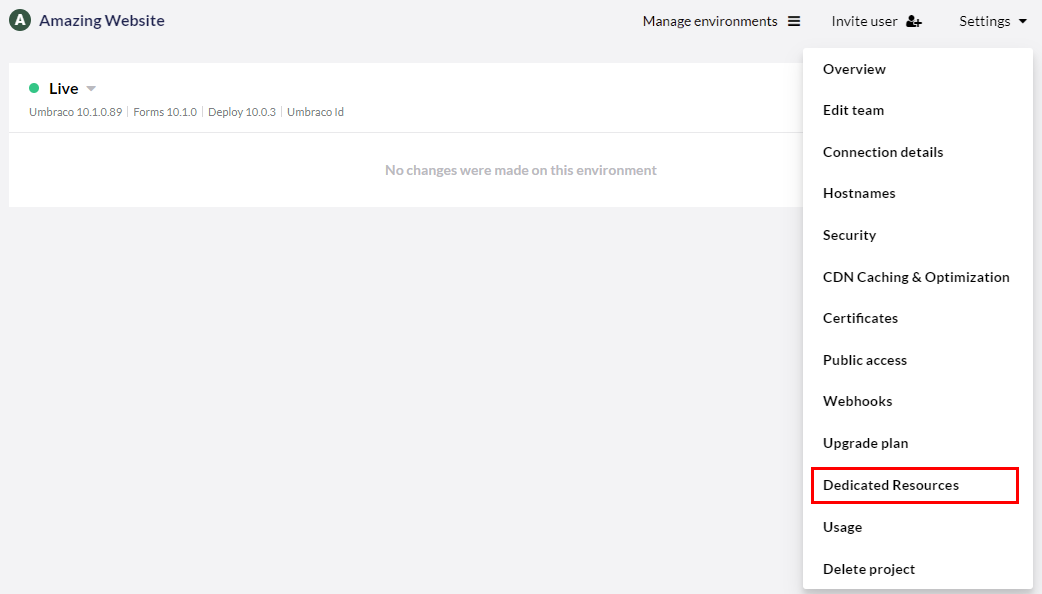 A Amazing Website
Manage environments
Invite user
Settings
Live
Umbraco 10.1.0.89 | Forms 10.1.0 | Deploy 10.0.3 | Umbraco Id
No changes were made on this environment
Overview
Edit team
Connection details
Hostnames
Security
CDN Caching & Optimization
Certificates
Public access
Webhooks
Upgrade plan
Dedicated Resources
Usage
Delete project